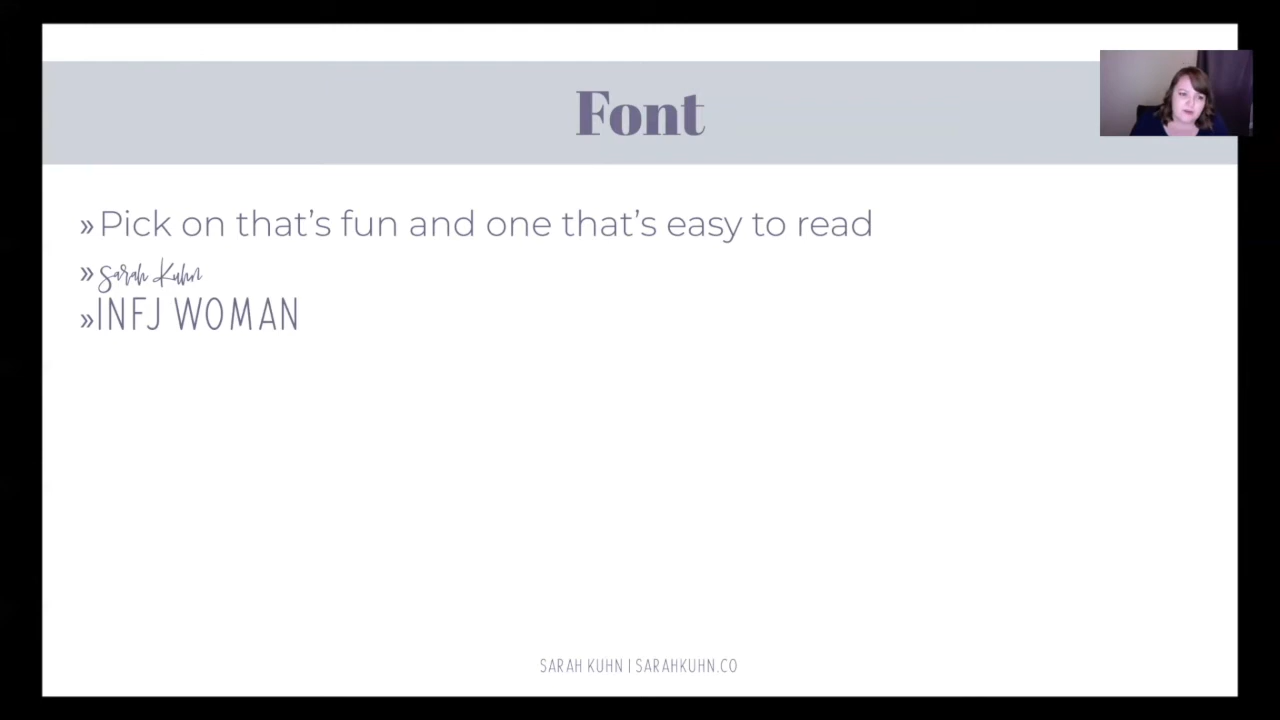 Font
»Pick on that's fun and one that's easy to read
»Sarah Kuhn
»INFJ WOMAN
SARAH KUHN | SARAHKUHN.CO